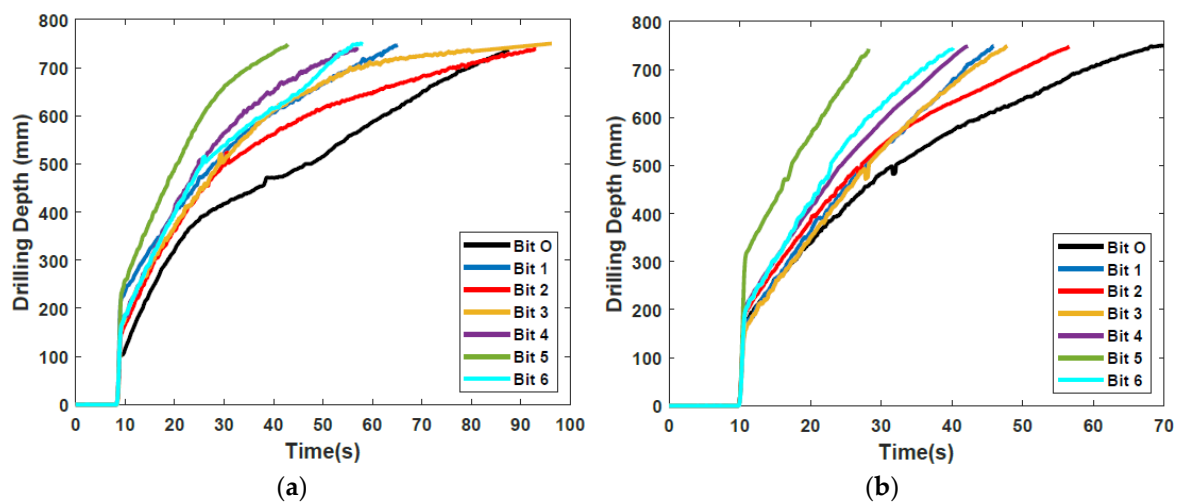 800
700
600
500
400
300
200
100
0
Drilling Depth (mm)
Bit O
Bit 1
Bit 2
Bit 3
Bit 4
Bit 5
Bit 6
0 10 20 30 40 50 60 70 80 90 100
Time(s)
(a)
800
700
600
500
400
300
200
100
0
Drilling Depth (mm)
Bit O
Bit 1
Bit 2
Bit 3
Bit 4
Bit 5
Bit 6
0 10 20 30 40 50 60 70
Time(s)
(b)